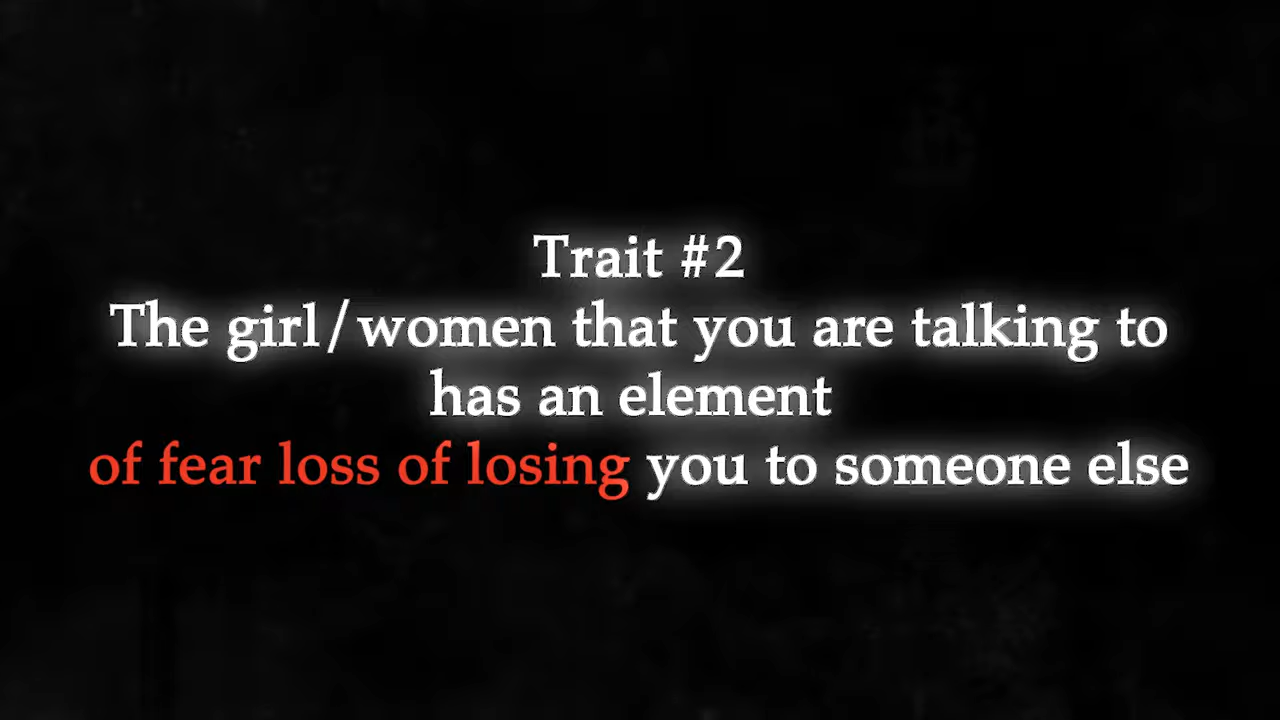 Trait #2
The girl/women that you are talking to
has an element
of fear loss of losing you to someone else